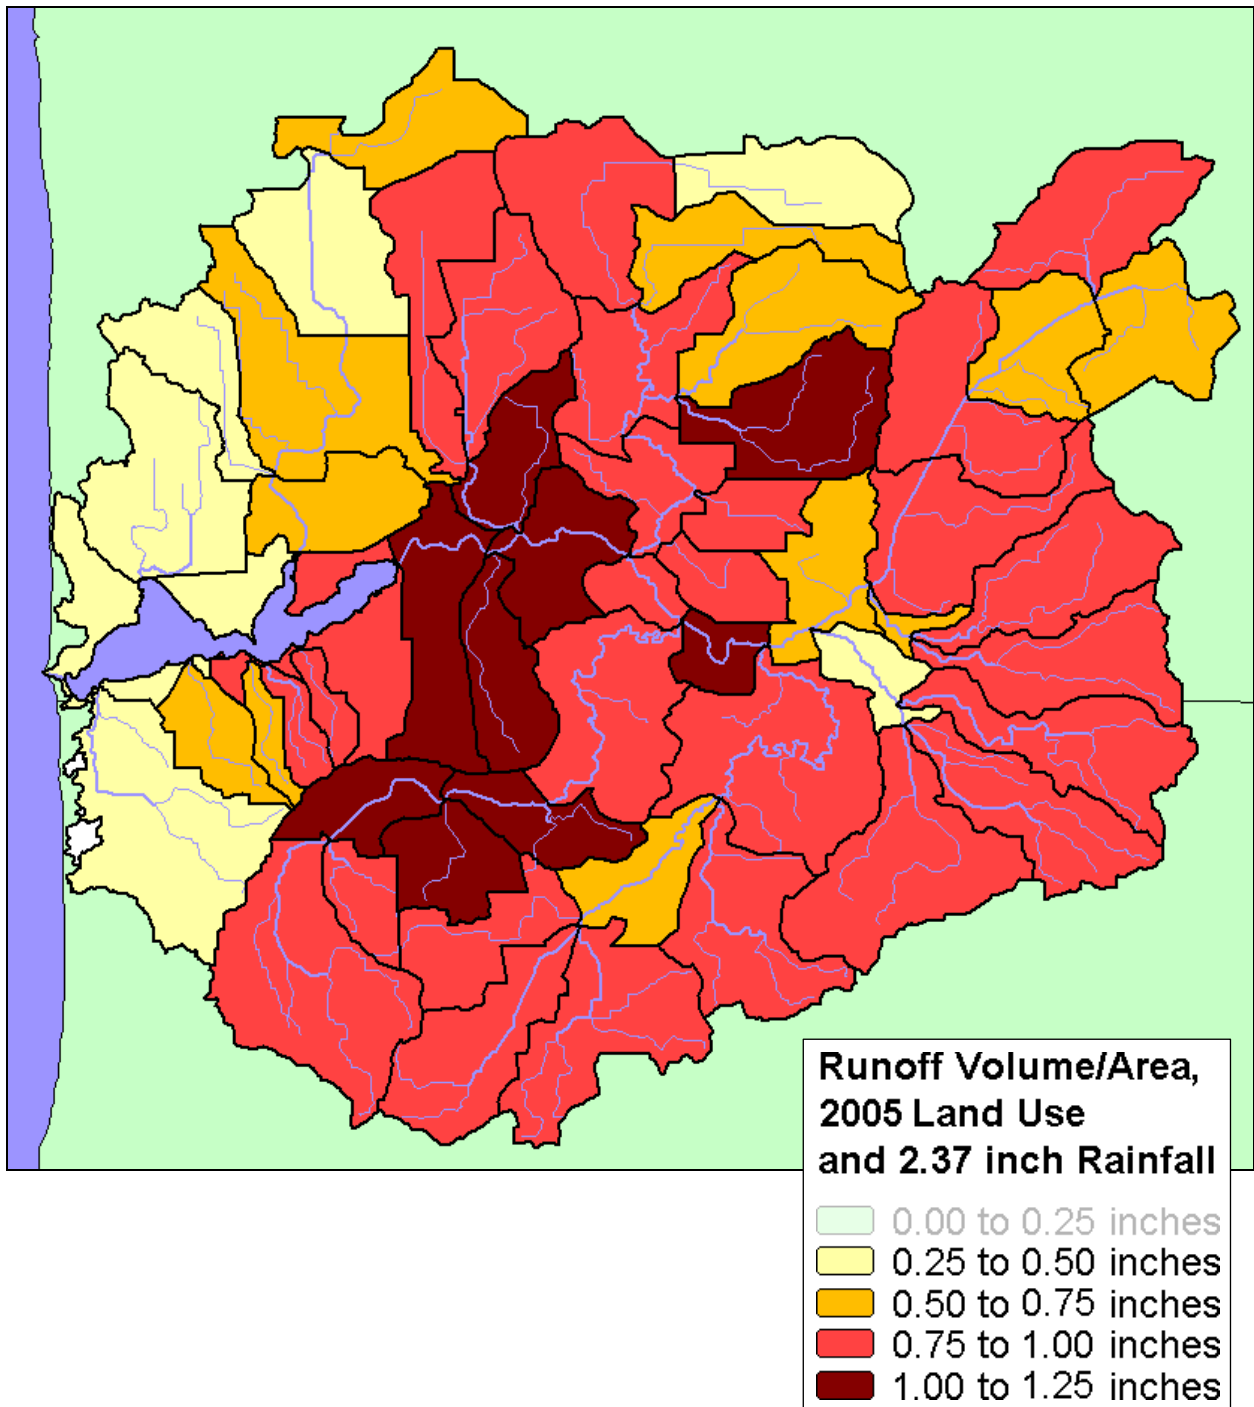 Runoff Volume/Area,
2005 Land Use
and 2.37 inch Rainfall
0.00 to 0.25 inches
0.25 to 0.50 inches
0.50 to 0.75 inches
0.75 to 1.00 inches
1.00 to 1.25 inches